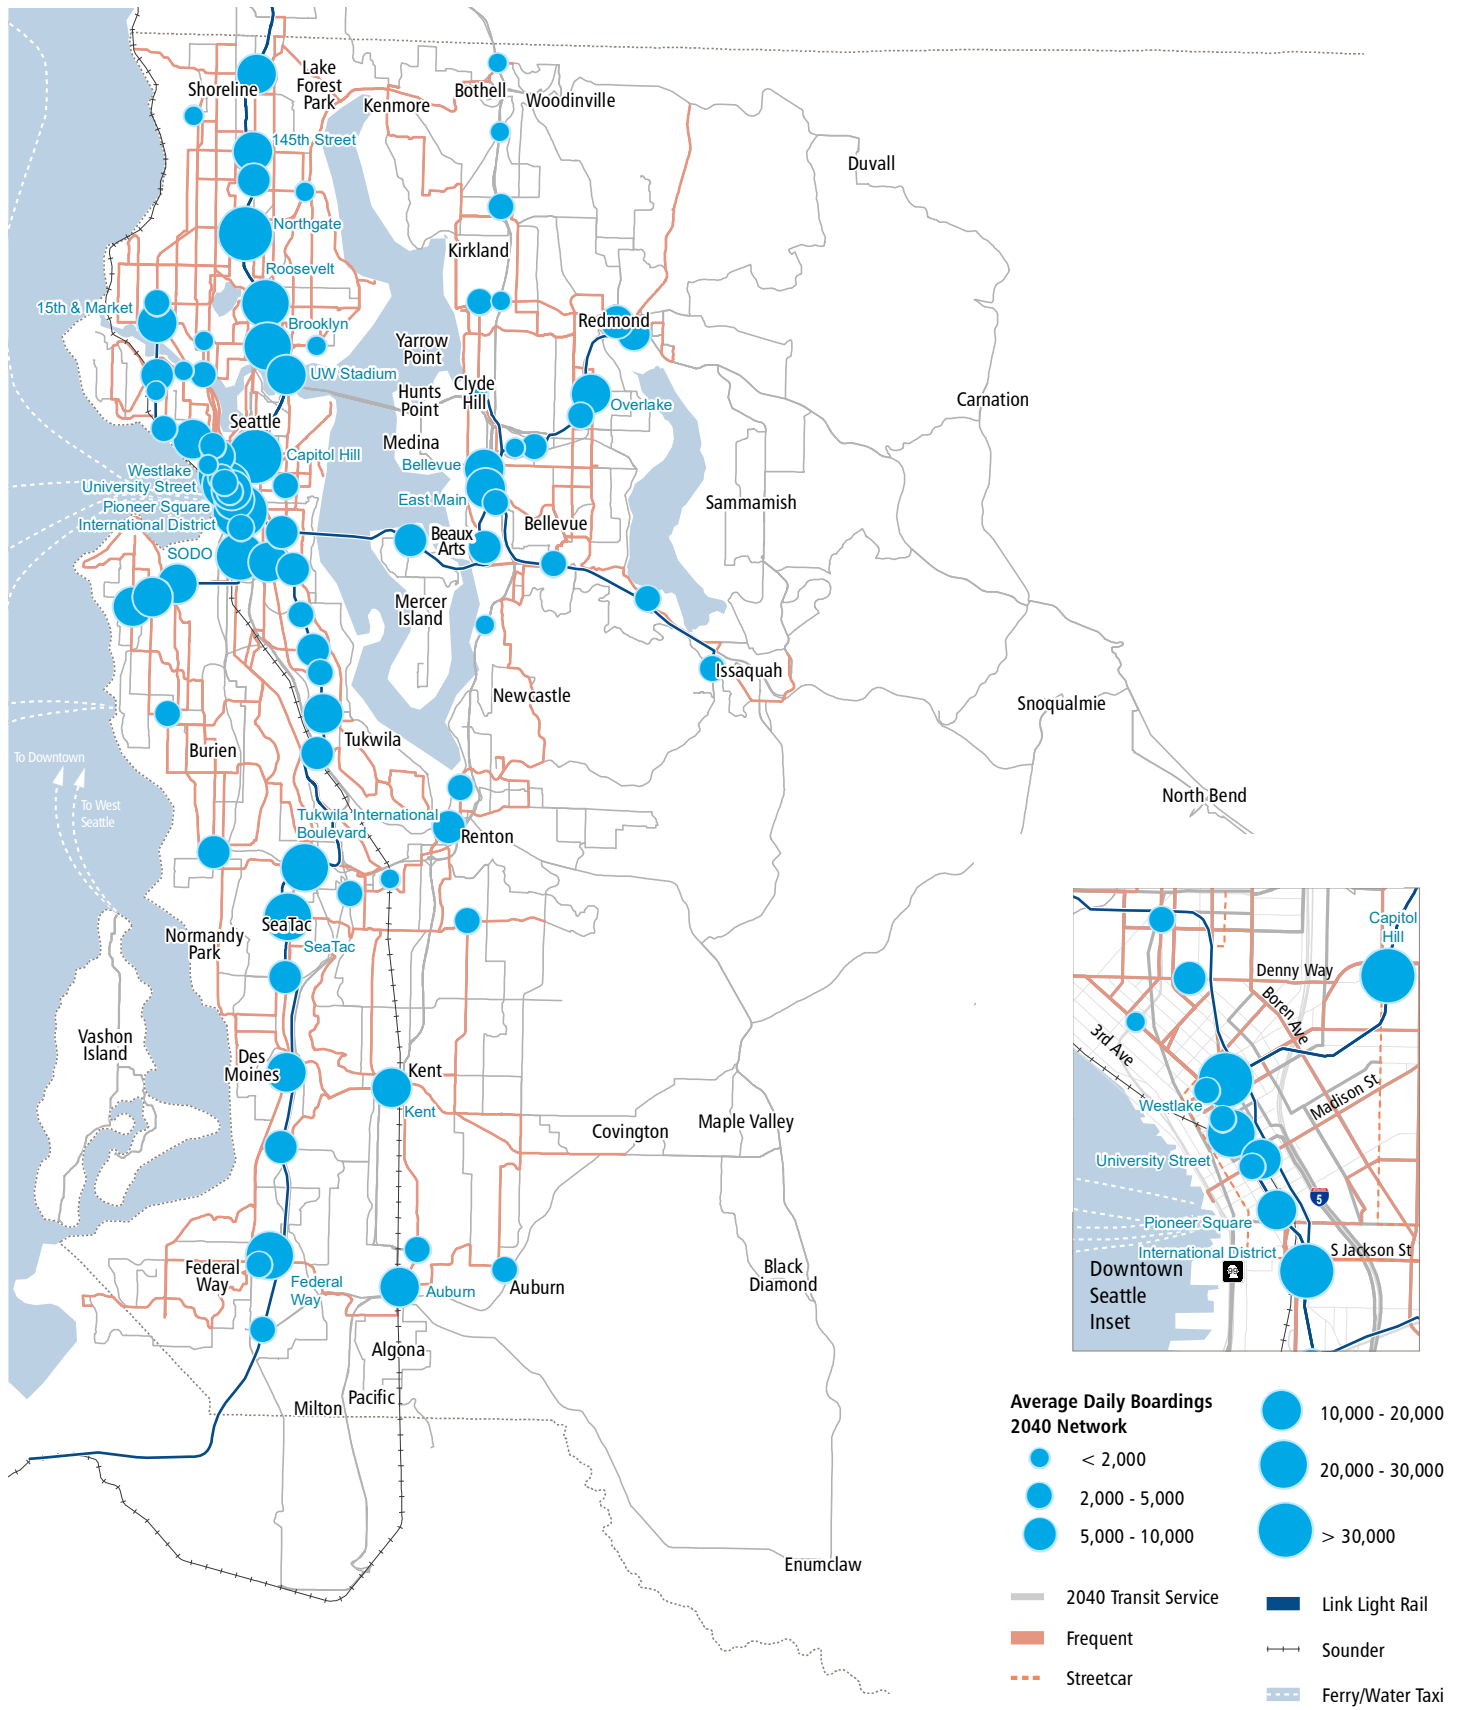 Lake
Forest
Park
Shoreline
Kenmore
Bothell
Woodinville
145th Street
Duvall
Northgate
Kirkland
Roosevelt
15th & Market
Brooklyn
Redmond
Yarrow
Point
UW Stadium
Hunts
Point
Clyde
Hill
Overlake
Carnation
Seattle
Medina
Capitol Hill
Bellevue
Westlake
University Street
East Main
Sammamish
Pioneer Square
International District
Beaux
Arts
Bellevue
SODO
Mercer
Island
Issaquah
Newcastle
Snoqualmie
Burien
Tukwila
To Downtown
To West
Seattle
North Bend
Tukwila International
Boulevard
Renton
SeaTac
SeaTac
Normandy
Park
Vashon
Island
Des
Moines
Kent
Kent
Covington
Maple Valley
Federal
Way
Federal
Way
Auburn
Auburn
Black
Diamond
Algona
Pacific
Milton
Enumclaw
Capitol
Hill
Denny Way
Boren Ave
3rd Ave
Madison St
Westlake
University Street
5
Pioneer Square
International District
S Jackson St
Downtown
Seattle
Inset
Average Daily Boardings
2040 Network
< 2,000
2,000 - 5,000
5,000 - 10,000
10,000 - 20,000
20,000 - 30,000
> 30,000
2040 Transit Service
Frequent
Streetcar
Link Light Rail
Sounder
Ferry/Water Taxi